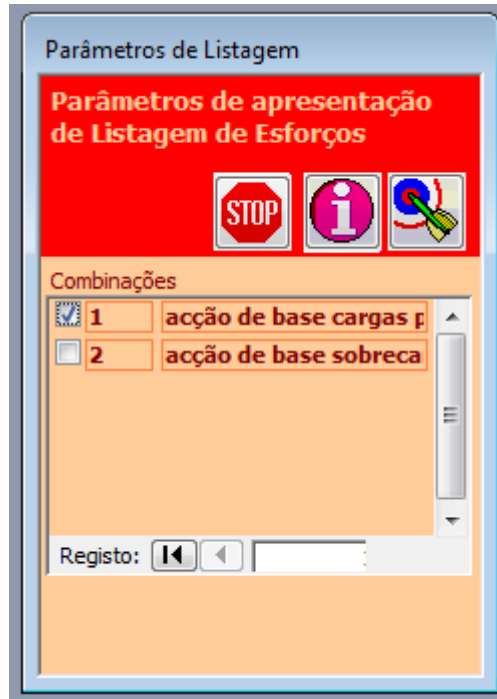 Parâmetros de Listagem
Parâmetros de apresentação
de Listagem de Esforços
STOP
i
Combinações
1 acção de base cargas p
2 acção de base sobreca
Registo: